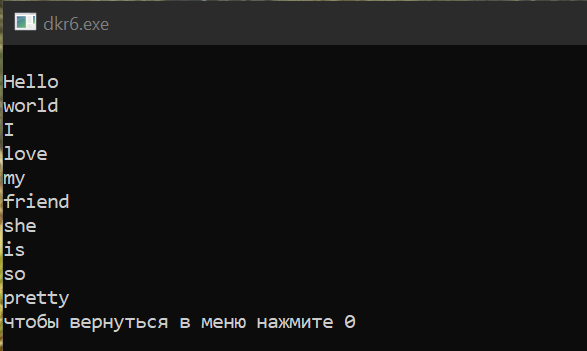 dkr6.exe
Hello
world
I
love
my
friend
she
is
so
pretty
чтобы вернуться в меню нажмите 0